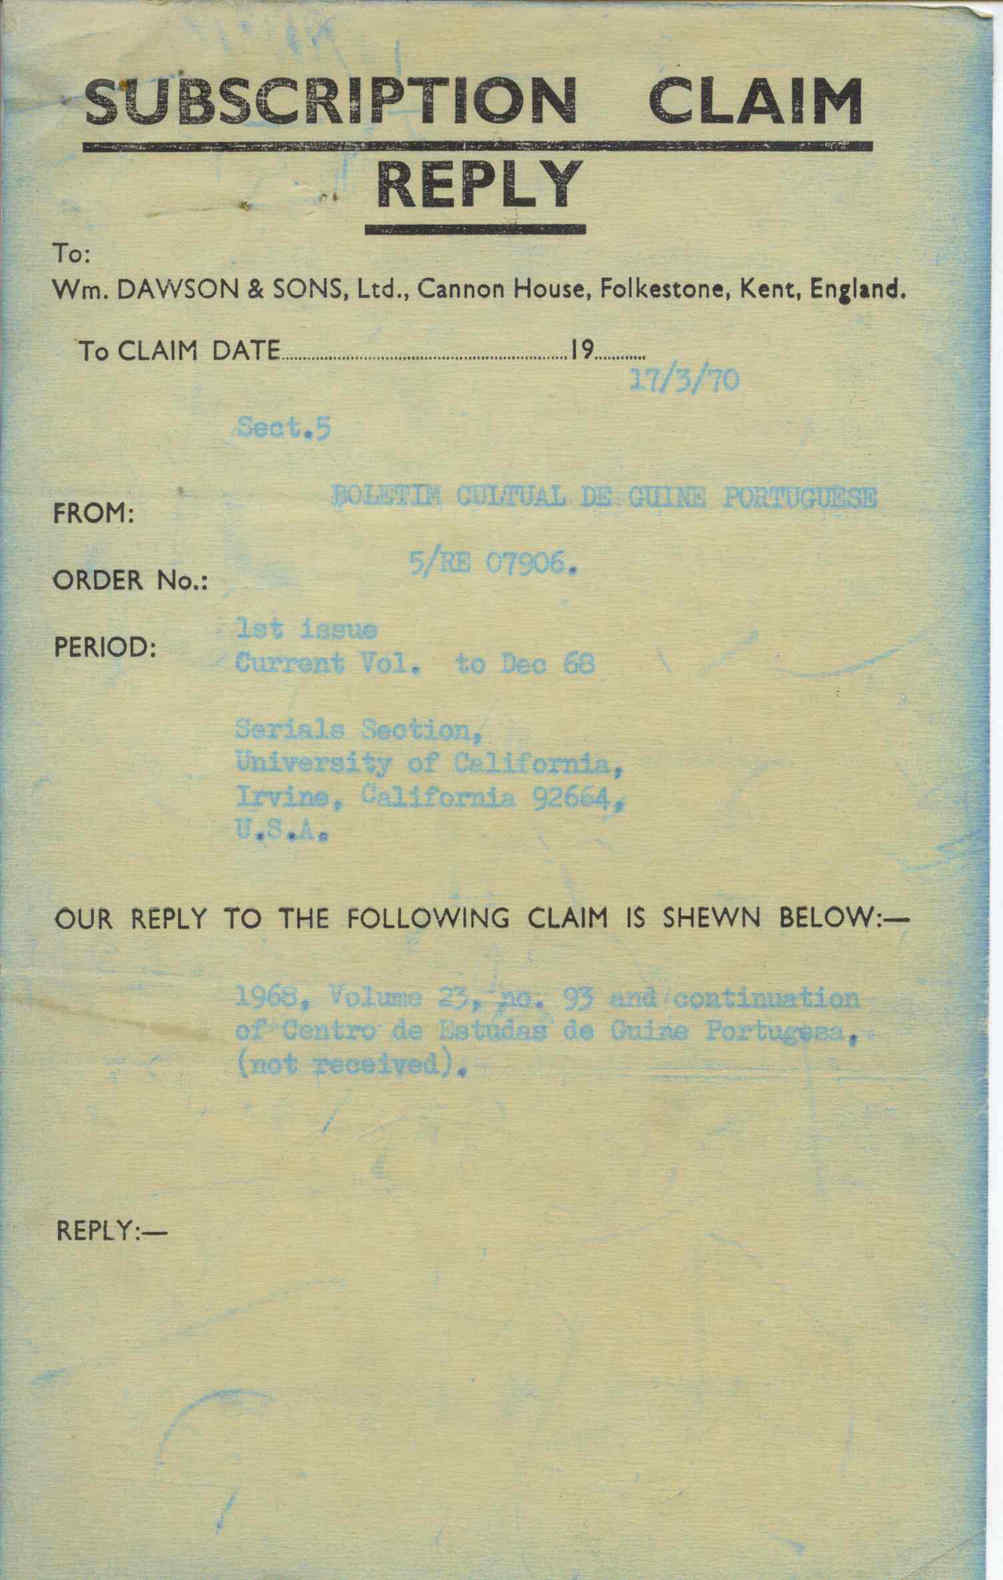 SUBSCRIPTION CLAIM
REPLY
To:
Wm. DAWSON & SONS, Ltd., Cannon House, Folkestone, Kent, England.
To CLAIM DATE..........................................................19...........
17/3/70
Sect.5
BOLETIM CULTUAL DE GUINE PORTUGUESE
FROM:
5/RE 07906.
ORDER No.:
1st issue
PERIOD:
Current Vol. to Dec 68
Serials Section,
University of California,
Irvine, California 92664,
U.S.A.
OUR REPLY TO THE FOLLOWING CLAIM IS SHEWN BELOW:—
1968, Volume 23, no. 93 and continuation
of Centro de Estudas de Guine Portugesa,
(not received).
REPLY:—